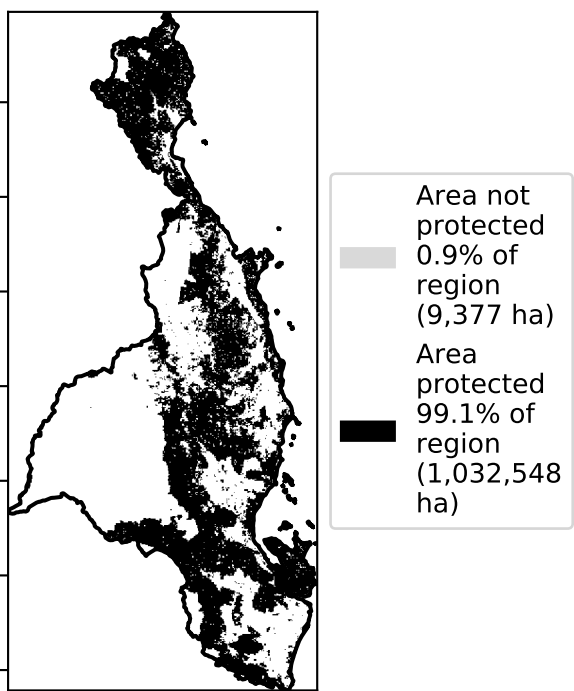 Area not
protected
0.9% of
region
(9,377 ha)
Area
protected
99.1% of
region
(1,032,548
ha)